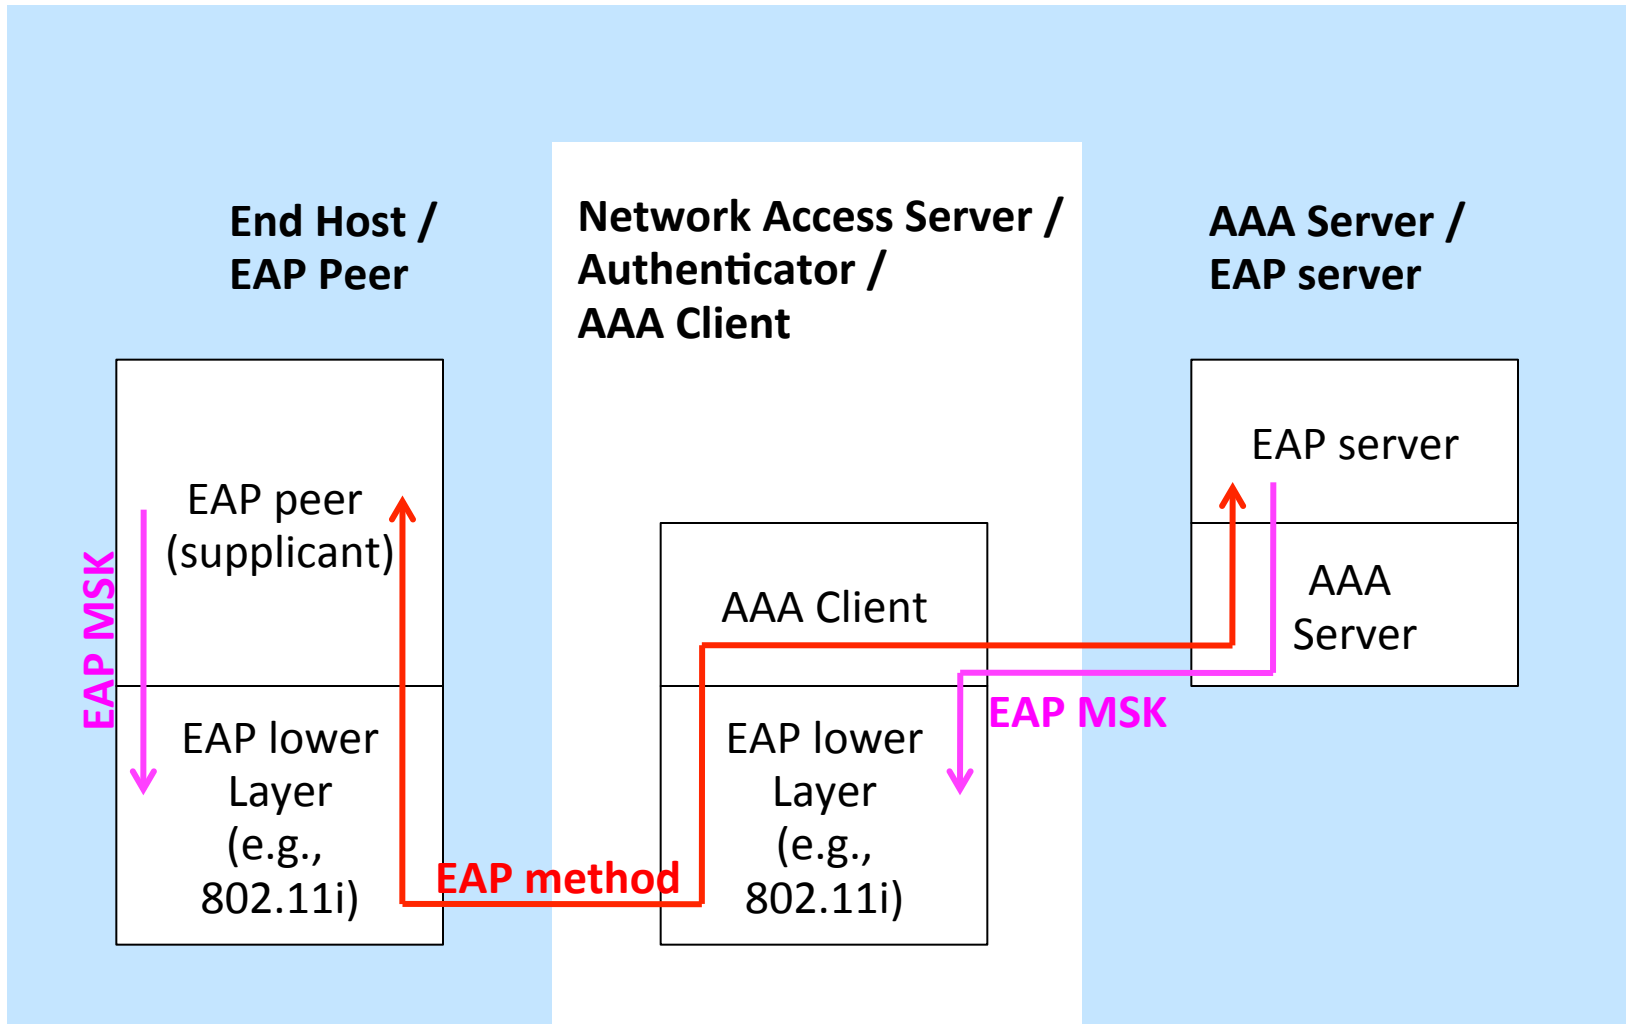 End Host /
EAP Peer
Network Access Server /
Authenticator /
AAA Client
AAA Server /
EAP server
EAP peer
(supplicant)
EAP MSK
EAP lower
Layer
(e.g.,
802.11i)
EAP method
AAA Client
EAP lower
Layer
(e.g.,
802.11i)
EAP MSK
EAP server
AAA
Server